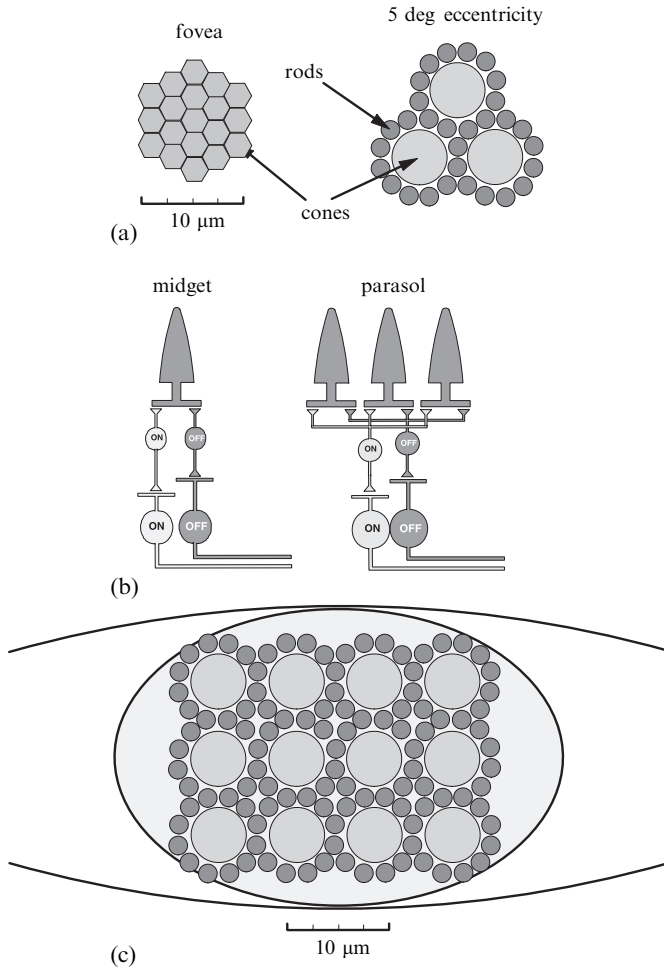 fovea
5 deg eccentricity
rods
cones
10 μm
(a)
midget
parasol
ON
OFF
ON
OFF
ON
OFF
ON
OFF
(b)
10 μm
(c)